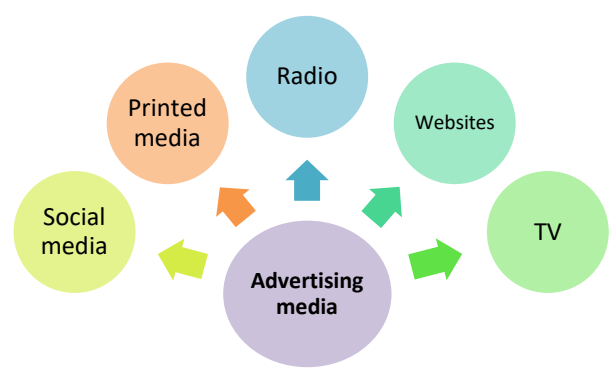 Radio
Printed
media
Websites
Social
media
TV
Advertising
media